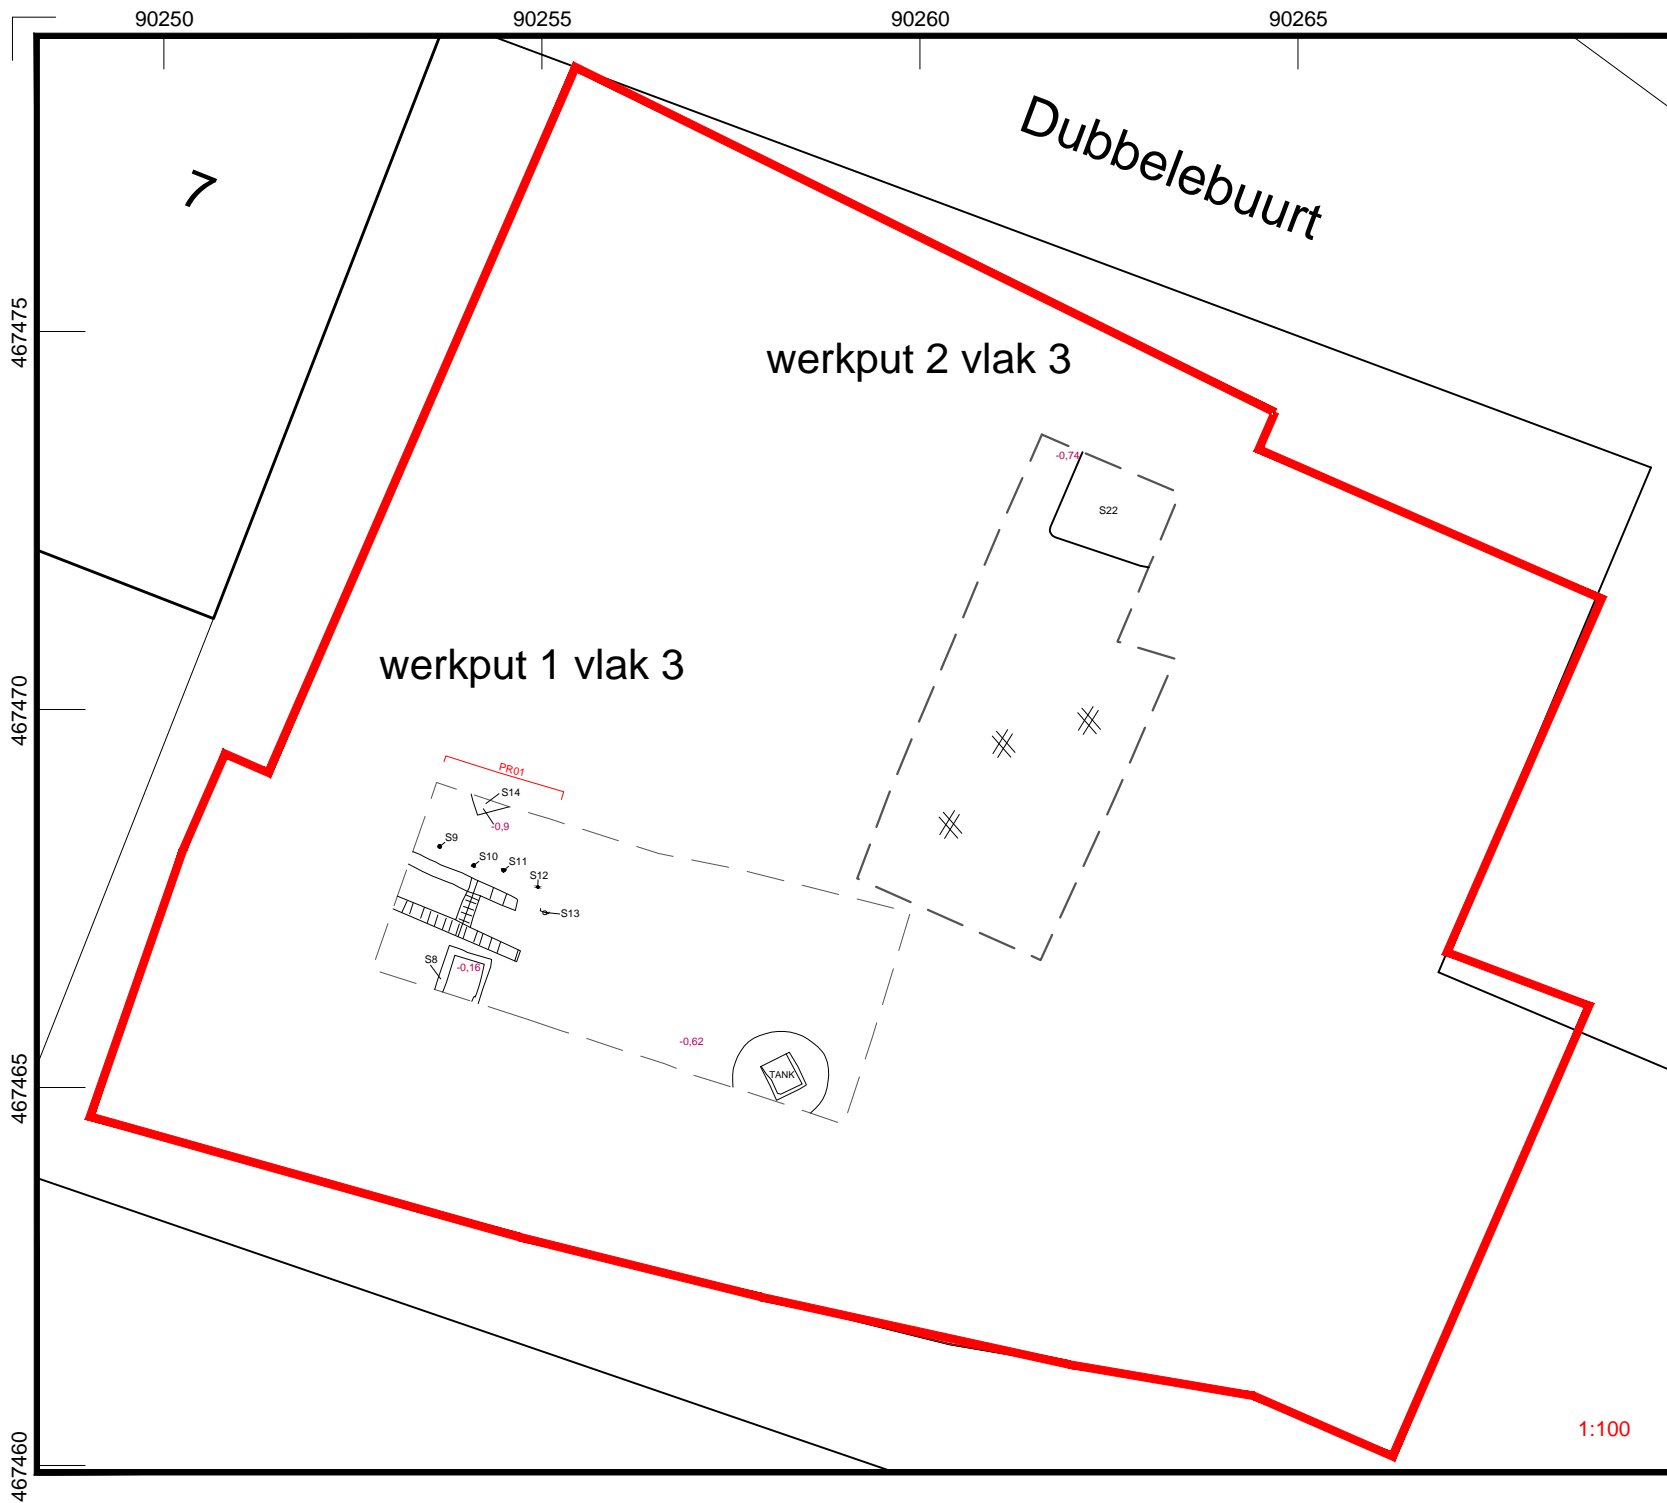 90250
90255
90260
90265
Dubbelebuurt
7
467475
werkput 2 vlak 3
-0,74
S22
werkput 1 vlak 3
467470
PR01
S14
-0,9
S9
S10
S11
S12
S13
S8
-0,16
-0,62
TANK
467465
1:100
467460